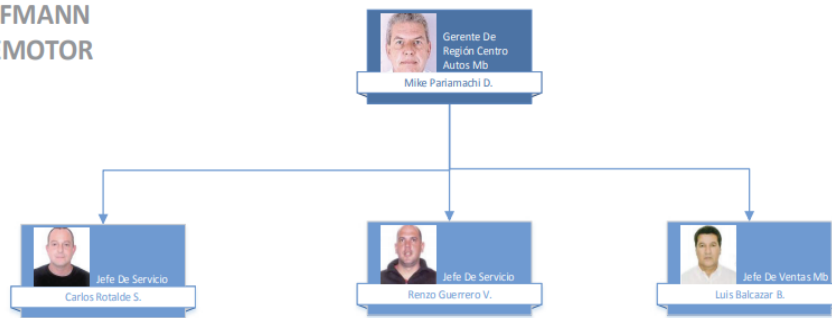 FMANN
EMOTOR
Gerente De
Región Centro
Autos Mb
Mike Pariamachi D.
Jefe De Servicio
Carlos Rotalde S.
Jefe De Servicio
Renzo Guerrero V.
Jefe De Ventas Mb
Luis Balcazar B.